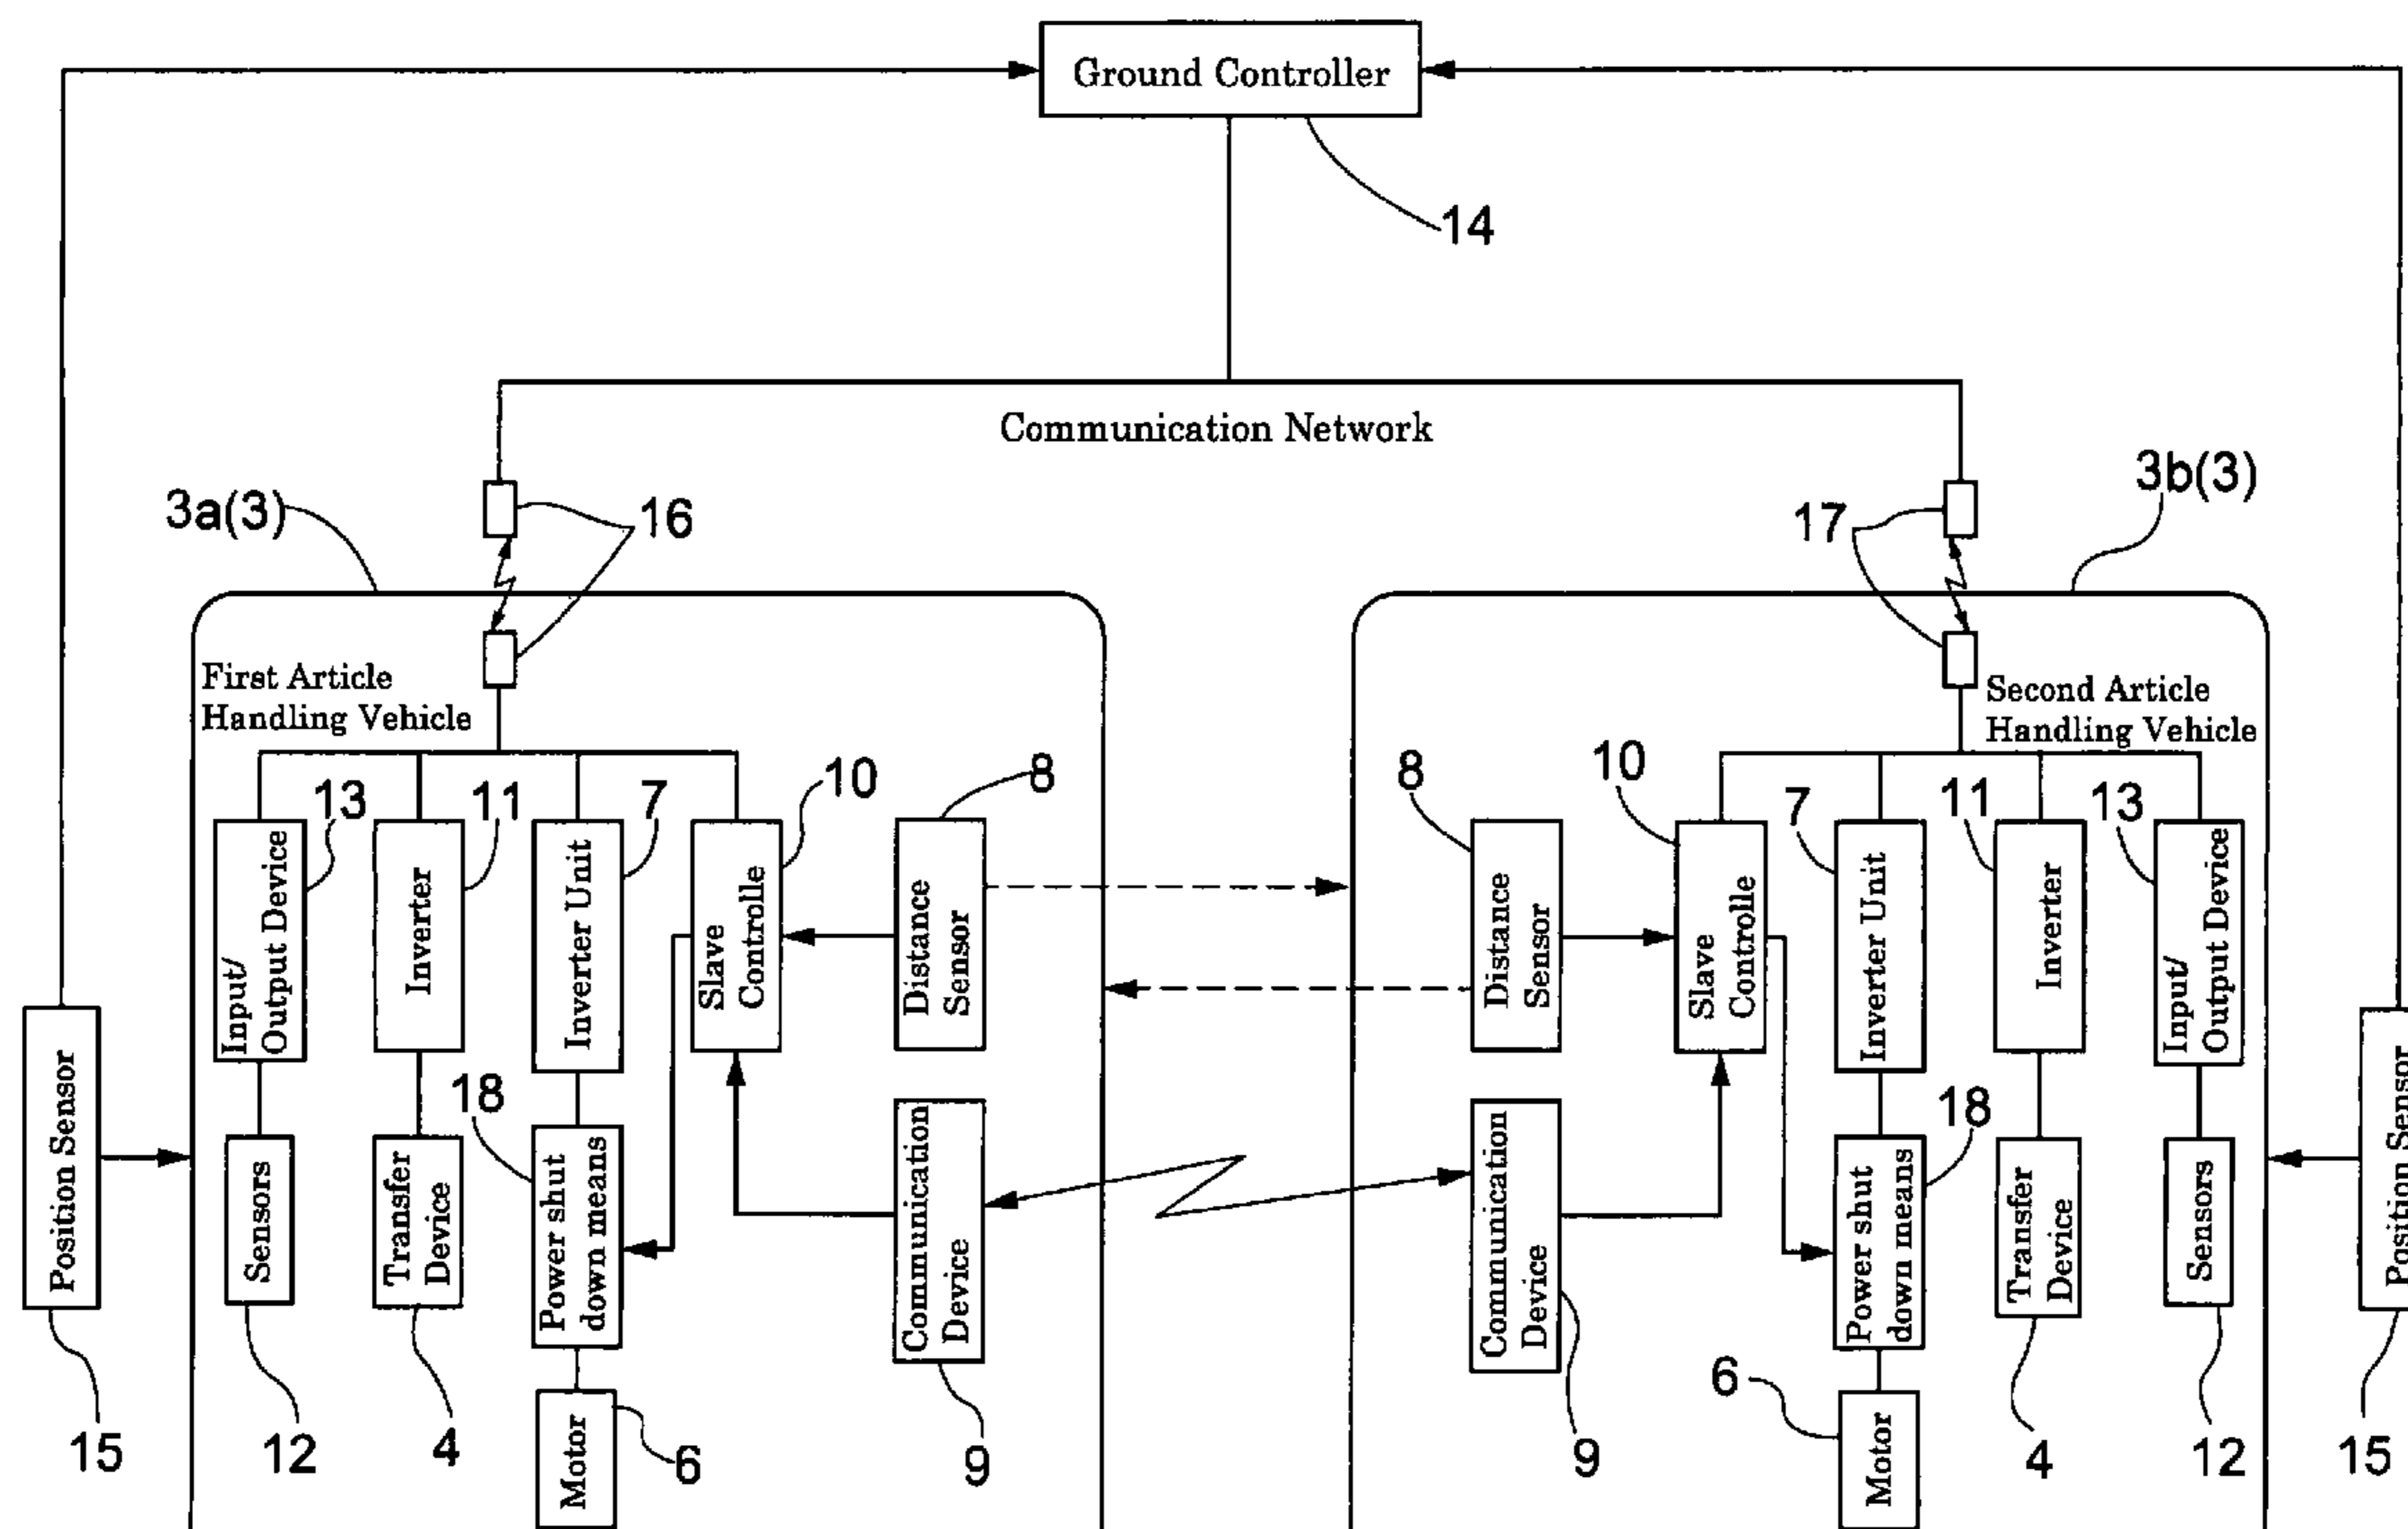 Ground Controller
14
Communication Network
3a(3)
16
17
3b(3)
First Article
Handling Vehicle
Second Article
Handling Vehicle
13
11
7
10
8
8
10
7
11
13
Input/
Output Device
Inverter
Inverter Unit
Slave
Controlle
Distance
Sensor
Distance
Sensor
Slave
Controlle
Inverter Unit
Inverter
Input/
Output Device
Position Sensor
18
Sensors
Transfer
Device
Power shut
down means
Communication
Device
Communication
Device
18
Power shut
down means
Transfer
Device
Sensors
Position Sensor
15
12
4
Motor
6
9
9
6
Motor
4
12
15